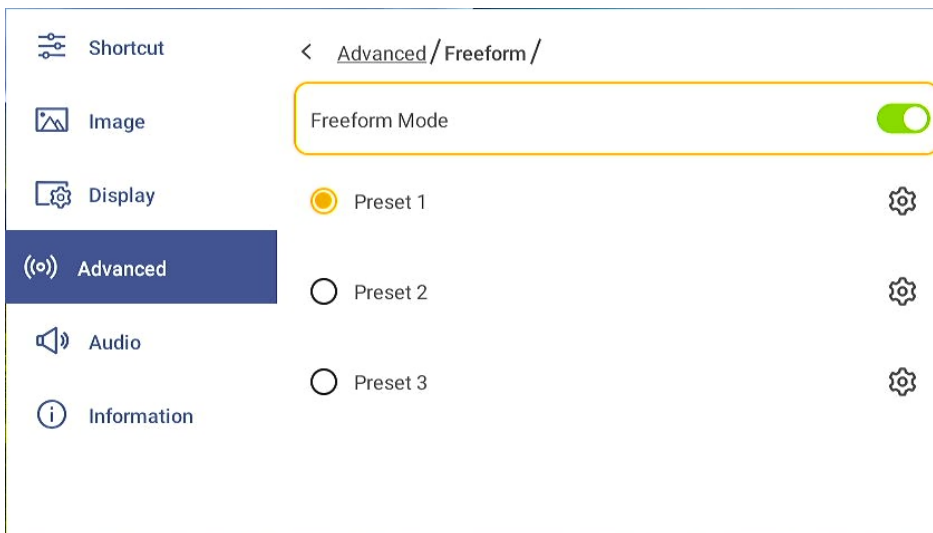 Shortcut
Image
Display
Advanced
Audio
Information
Advanced/Freeform/
Freeform Mode
Preset 1
Preset 2
Preset 3